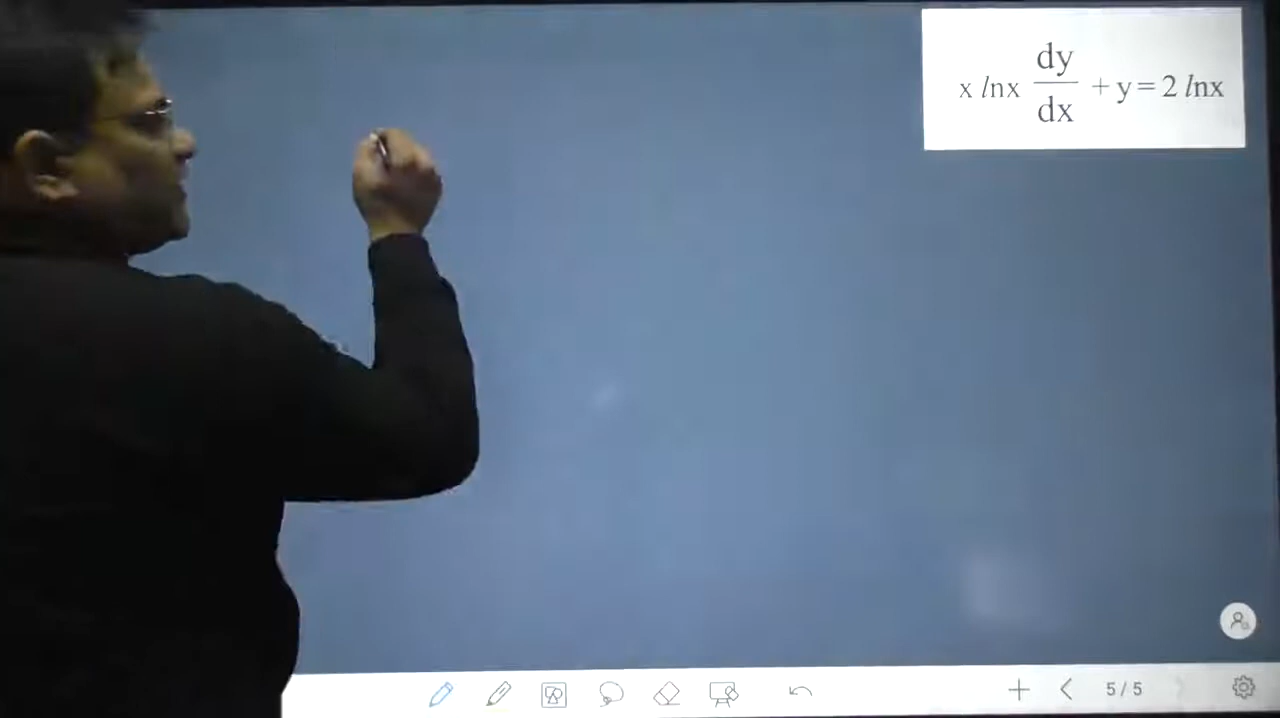 x lnx dy/dx + y = 2 lnx
5 / 5